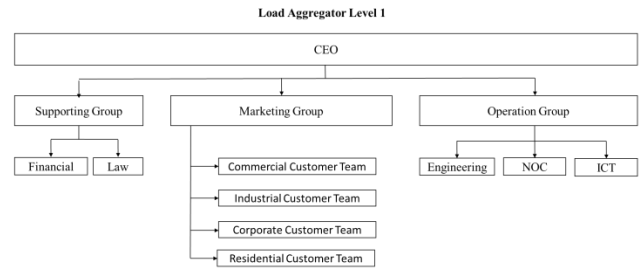 Load Aggregator Level 1
CEO
Supporting Group
Marketing Group
Operation Group
Financial
Law
Commercial Customer Team
Industrial Customer Team
Corporate Customer Team
Residential Customer Team
Engineering
NOC
ICT